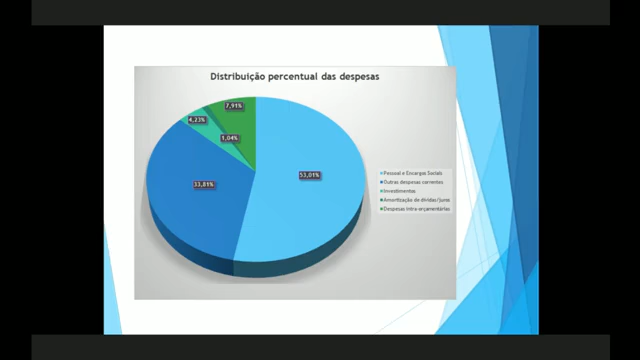 Distribuição percentual das despesas
7,91%
4,23%
1,04%
53,01%
33,81%
Pessoal e Encargos Sociais
Outras despesas correntes
Investimentos
Amortização de dívidas/juros
Despesas intra orçamentárias